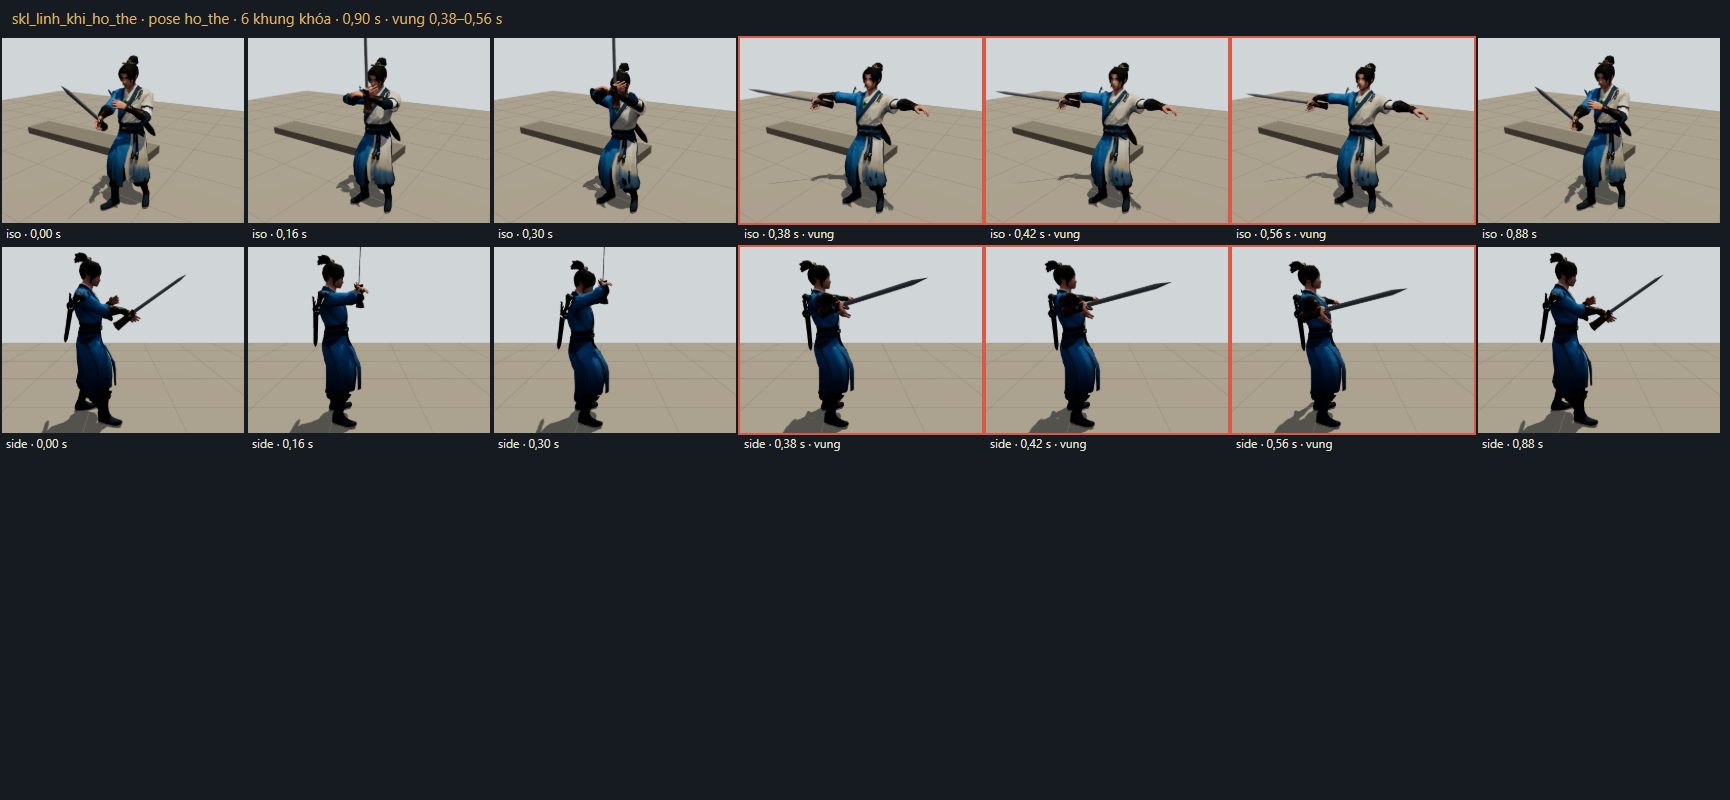 skl_linh_khi_ho_the · pose ho_the · 6 khung khóa · 0,90 s · vung 0,38–0,56 s
iso · 0,00 s
iso · 0,16 s
iso · 0,30 s
iso · 0,38 s · vung
iso · 0,42 s · vung
iso · 0,56 s · vung
iso · 0,88 s
side · 0,00 s
side · 0,16 s
side · 0,30 s
side · 0,38 s · vung
side · 0,42 s · vung
side · 0,56 s · vung
side · 0,88 s